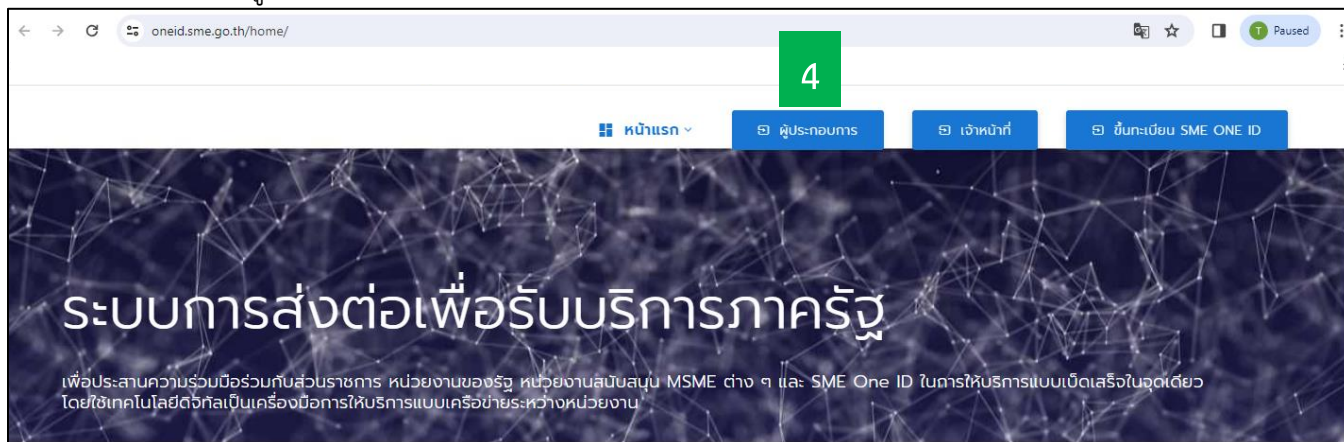 oneid.sme.go.th/home/
T Paused
4
หน้าแรก
ผู้ประกอบการ
เจ้าหน้าที่
ขึ้นทะเบียน SME ONE ID
ระบบการส่งต่อเพื่อรับบริการภาครัฐ
เพื่อประสานความร่วมมือร่วมกับส่วนราชการ หน่วยงานของรัฐ หน่วยงานสนับสนุน MSME ต่าง ๆ และ SME One ID ในการให้บริการแบบเบ็ดเสร็จในจุดเดียว
โดยใช้เทคโนโลยีดิจิทัลเป็นเครื่องมือการให้บริการแบบเครือข่ายระหว่างหน่วยงาน